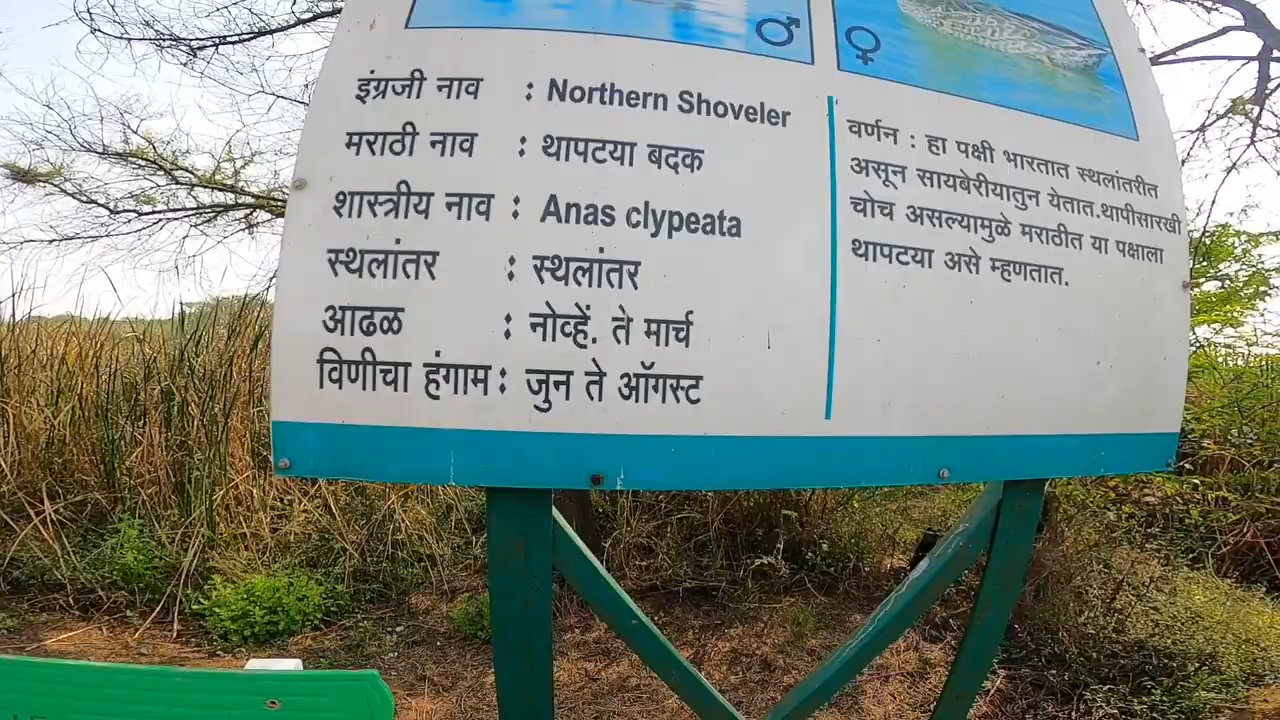 ♂
♀
इंग्रजी नाव : Northern Shoveler
मराठी नाव : थापटया बदक
शास्त्रीय नाव : Anas clypeata
स्थलांतर : स्थलांतर
आढळ : नोव्हें. ते मार्च
विणीचा हंगाम : जुन ते ऑगस्ट
वर्णन : हा पक्षी भारतात स्थलांतरीत
असून सायबेरीयातुन येतात.थापीसारखी
चोच असल्यामुळे मराठीत या पक्षाला
थापटया असे म्हणतात.